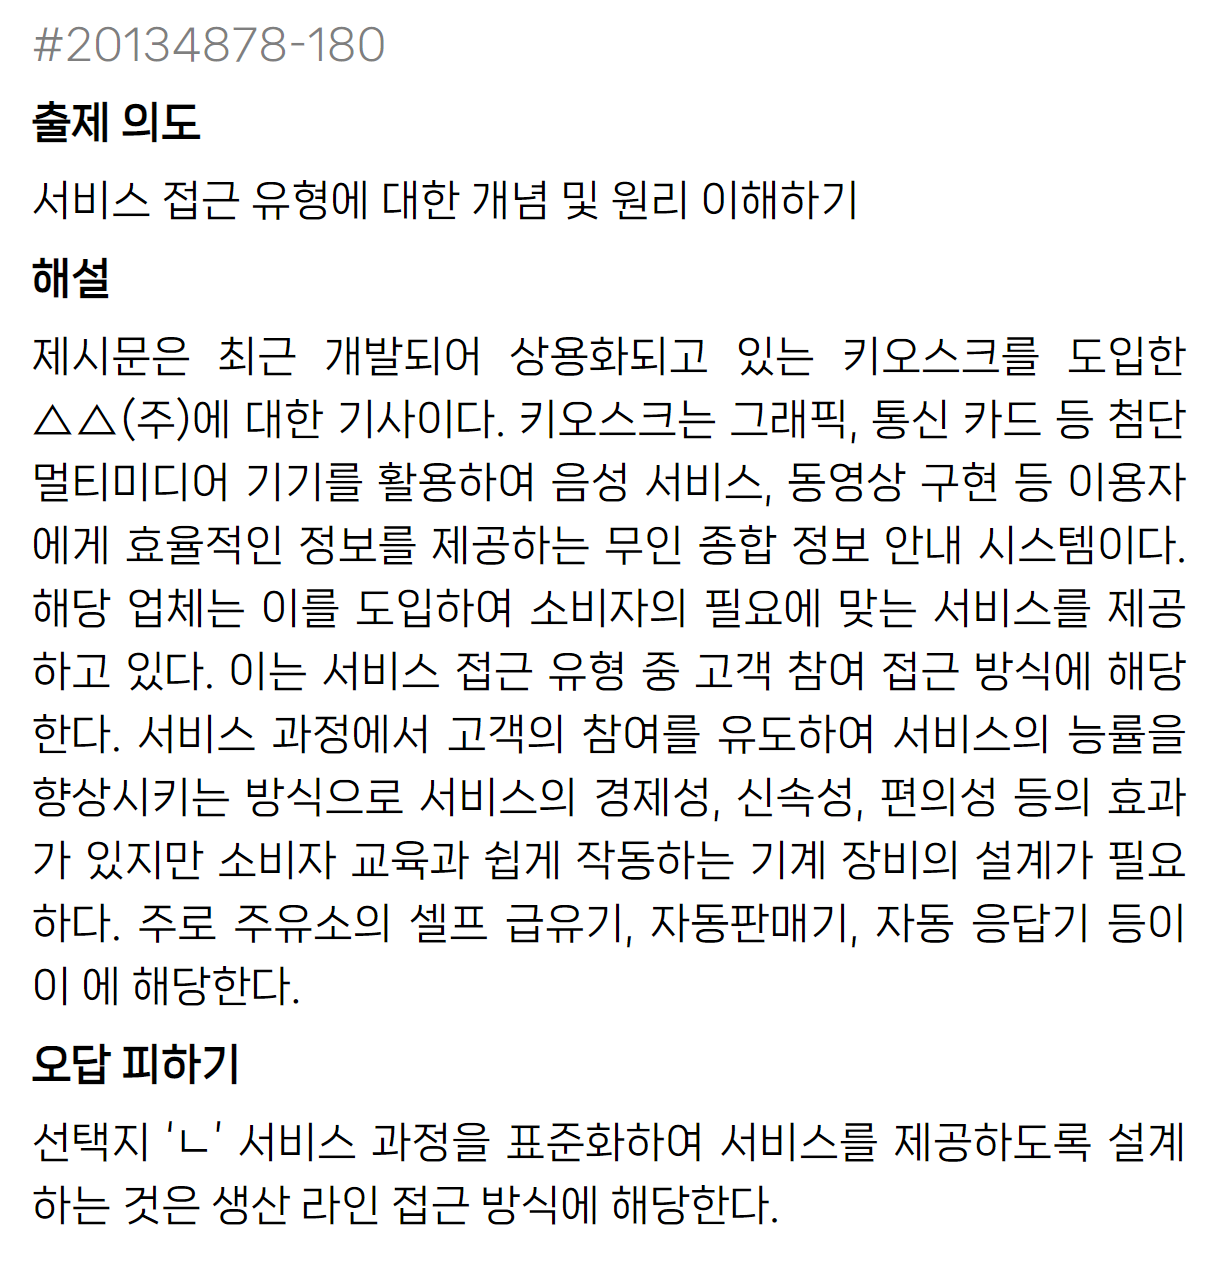 #20134878-180
출제 의도
서비스 접근 유형에 대한 개념 및 원리 이해하기
해설
제시문은 최근 개발되어 상용화되고 있는 키오스크를 도입한
△△(주)에 대한 기사이다. 키오스크는 그래픽, 통신 카드 등 첨단
멀티미디어 기기를 활용하여 음성 서비스, 동영상 구현 등 이용자
에게 효율적인 정보를 제공하는 무인 종합 정보 안내 시스템이다.
해당 업체는 이를 도입하여 소비자의 필요에 맞는 서비스를 제공
하고 있다. 이는 서비스 접근 유형 중 고객 참여 접근 방식에 해당
한다. 서비스 과정에서 고객의 참여를 유도하여 서비스의 능률을
향상시키는 방식으로 서비스의 경제성, 신속성, 편의성 등의 효과
가 있지만 소비자 교육과 쉽게 작동하는 기계 장비의 설계가 필요
하다. 주로 주유소의 셀프 급유기, 자동판매기, 자동 응답기 등이
이 에 해당한다.
오답 피하기
선택지 ‘ㄴ’ 서비스 과정을 표준화하여 서비스를 제공하도록 설계
하는 것은 생산 라인 접근 방식에 해당한다.